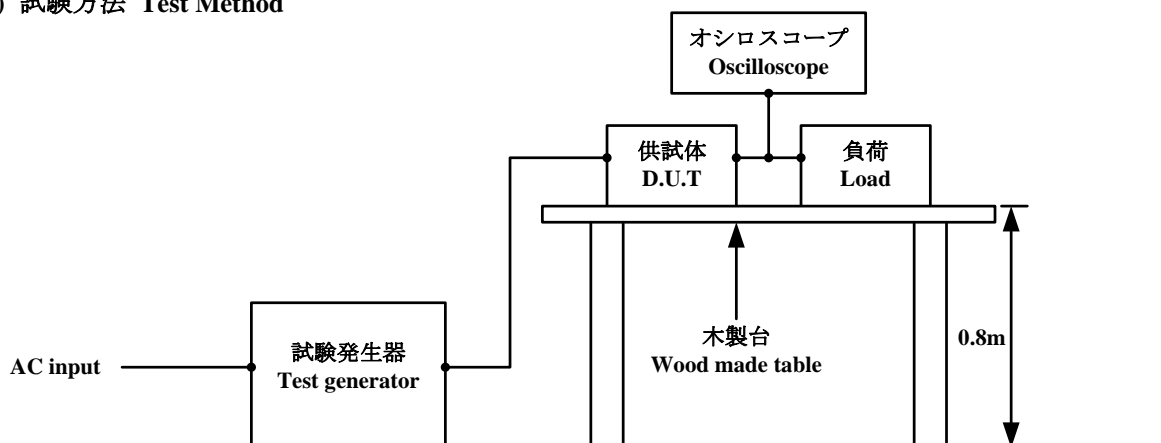 ) 試験方法 Test Method
オシロスコープ
Oscilloscope
供試体
D.U.T
負荷
Load
木製台
Wood made table
0.8m
試験発生器
Test generator
AC input